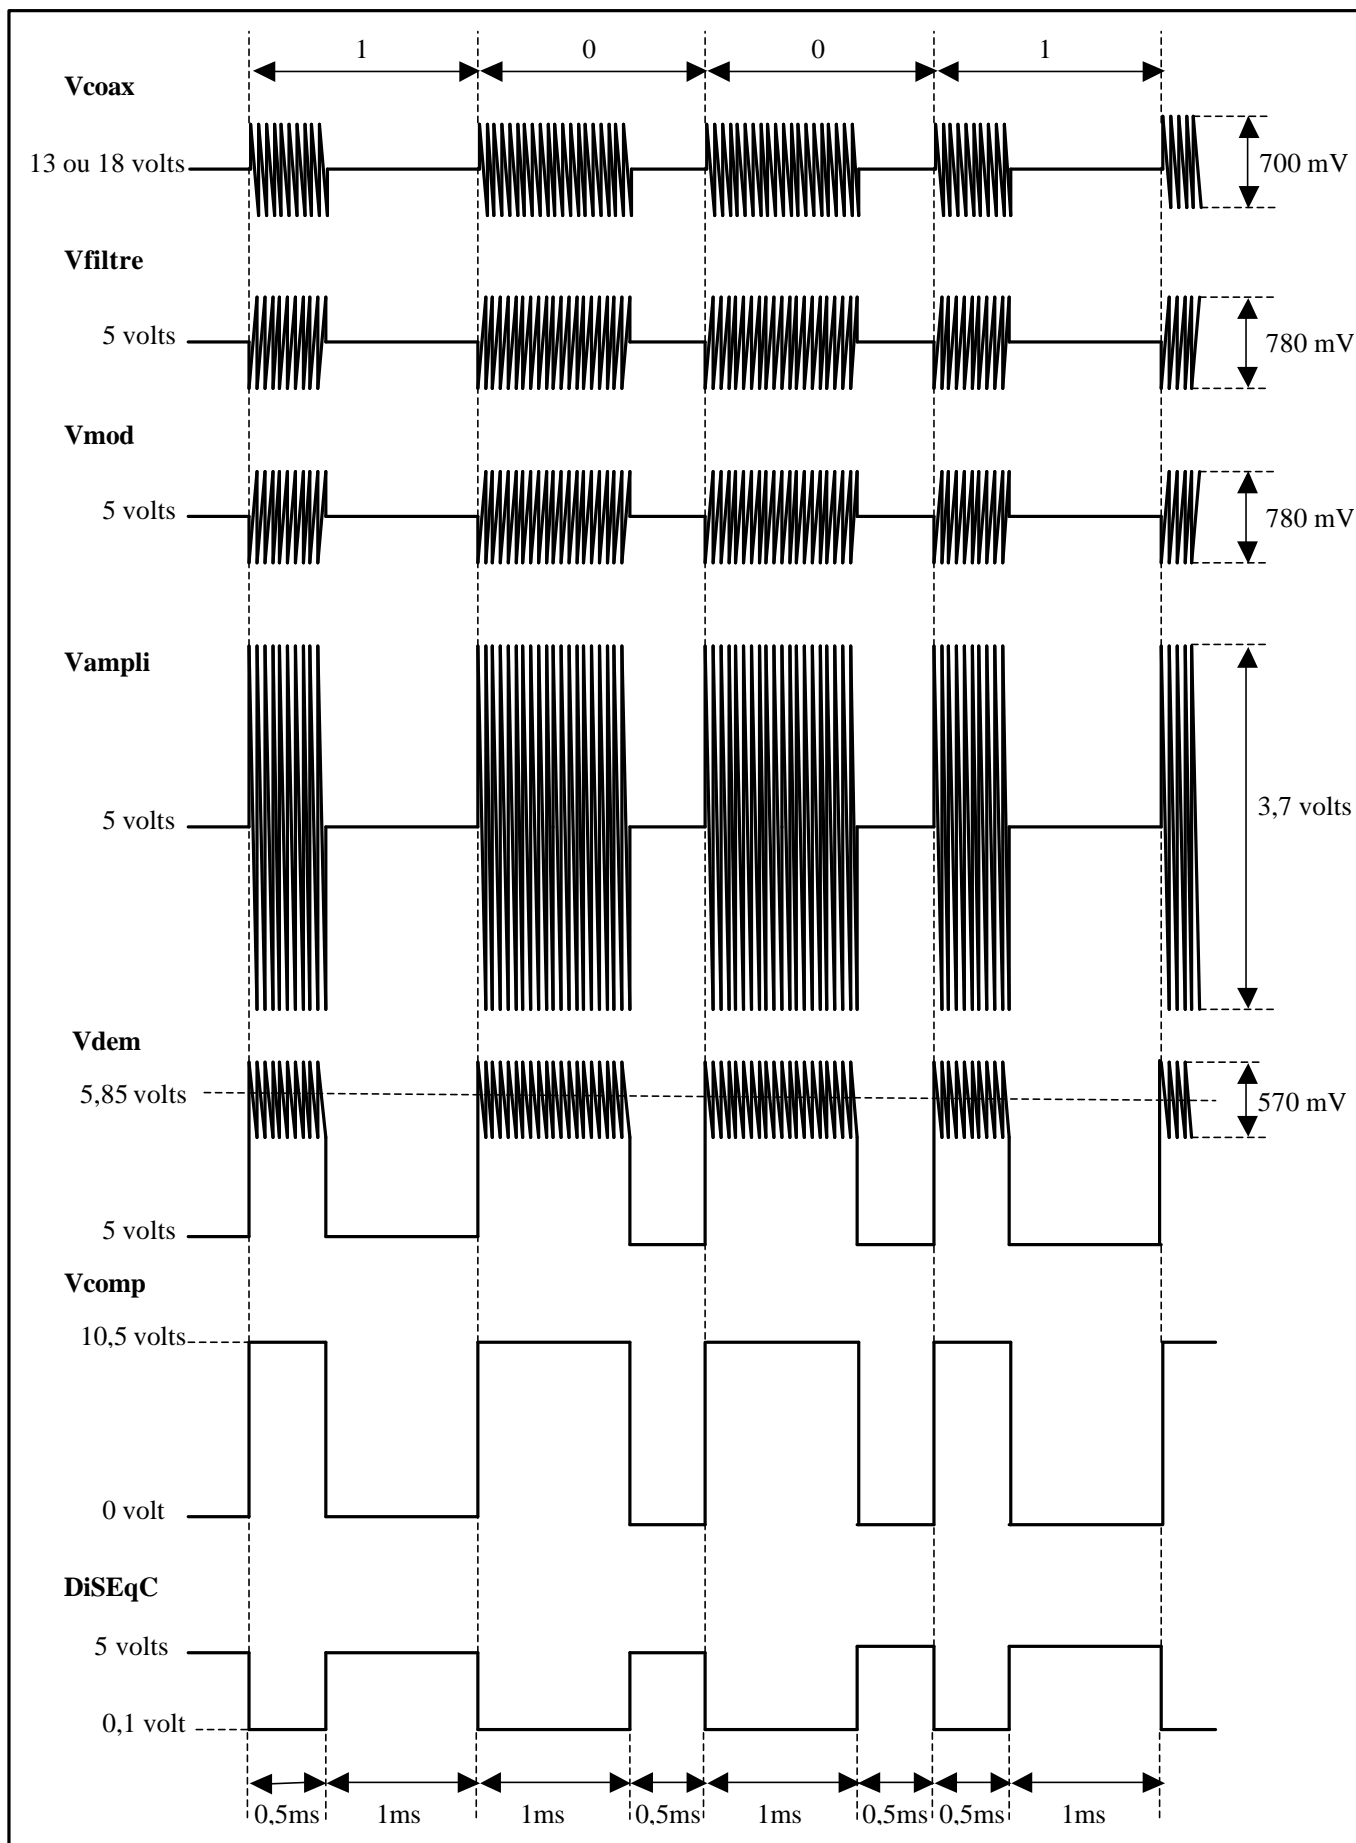 1 0 0 1
Vcoax
13 ou 18 volts
700 mV
Vfiltre
5 volts
780 mV
Vmod
5 volts
780 mV
Vampli
5 volts
3,7 volts
Vdem
5,85 volts
570 mV
5 volts
Vcomp
10,5 volts
0 volt
DiSEqC
5 volts
0,1 volt
0,5ms 1ms 1ms 0,5ms 1ms 0,5ms 0,5ms 1ms